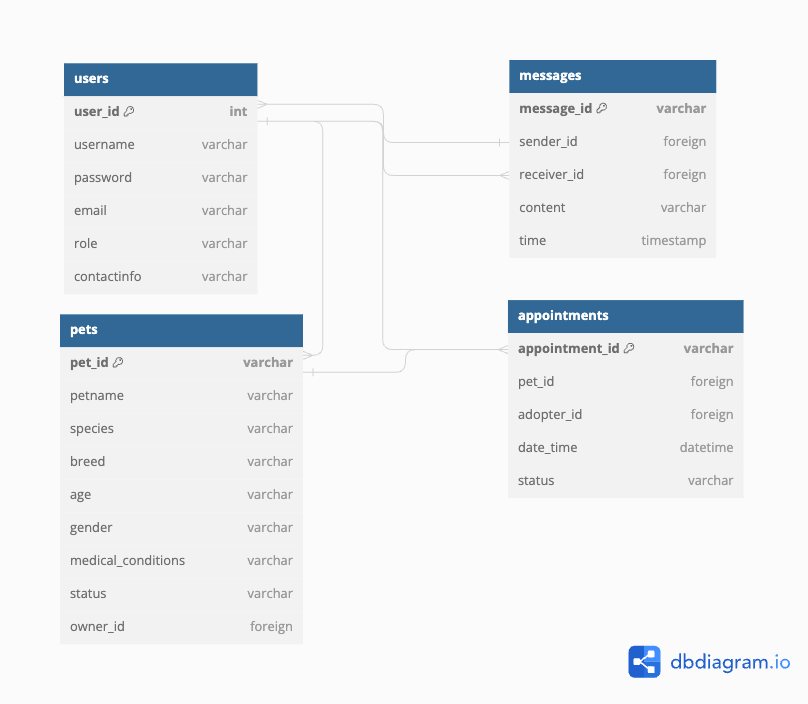 users
user_id int
username varchar
password varchar
email varchar
role varchar
contactinfo varchar
messages
message_id varchar
sender_id foreign
receiver_id foreign
content varchar
time timestamp
pets
pet_id varchar
petname varchar
species varchar
breed varchar
age varchar
gender varchar
medical_conditions varchar
status varchar
owner_id foreign
appointments
appointment_id varchar
pet_id foreign
adopter_id foreign
date_time datetime
status varchar
dbdiagram.io